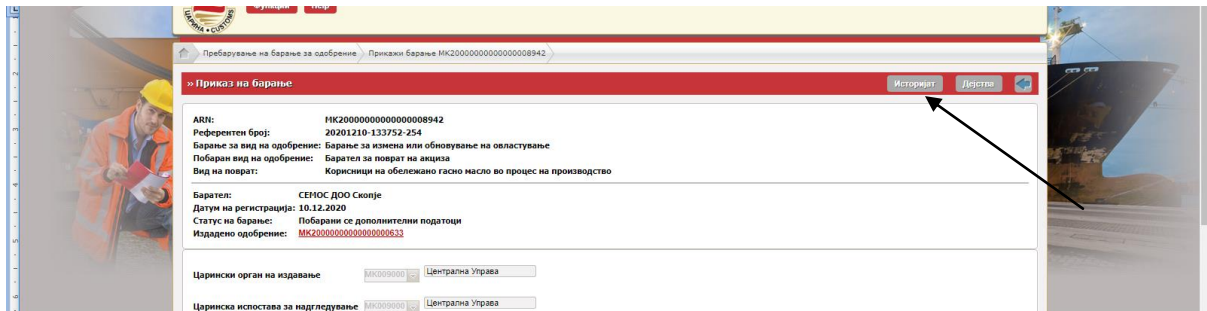 ЦАРИНА • CUSTOMS
Функции Help
Пребарување на барање за одобрение Прикажи барање МК20000000000000008942
» Приказ на барање Историјат Дејства
ARN: МК20000000000000008942
Референтен број: 20201210-133752-254
Барање за вид на одобрение: Барање за измена или обновување на овластување
Побаран вид на одобрение: Барател за поврат на акциза
Вид на поврат: Корисници на обележано гасно масло во процес на производство
Барател: СЕМОС ДОО Скопје
Датум на регистрација: 10.12.2020
Статус на барање: Побарани се дополнителни податоци
Издадено одобрение: MK20000000000000000633
Царински орган на издавање МК009000 Централна Управа
Царинска испостава за надгледување МК009000 Централна Управа